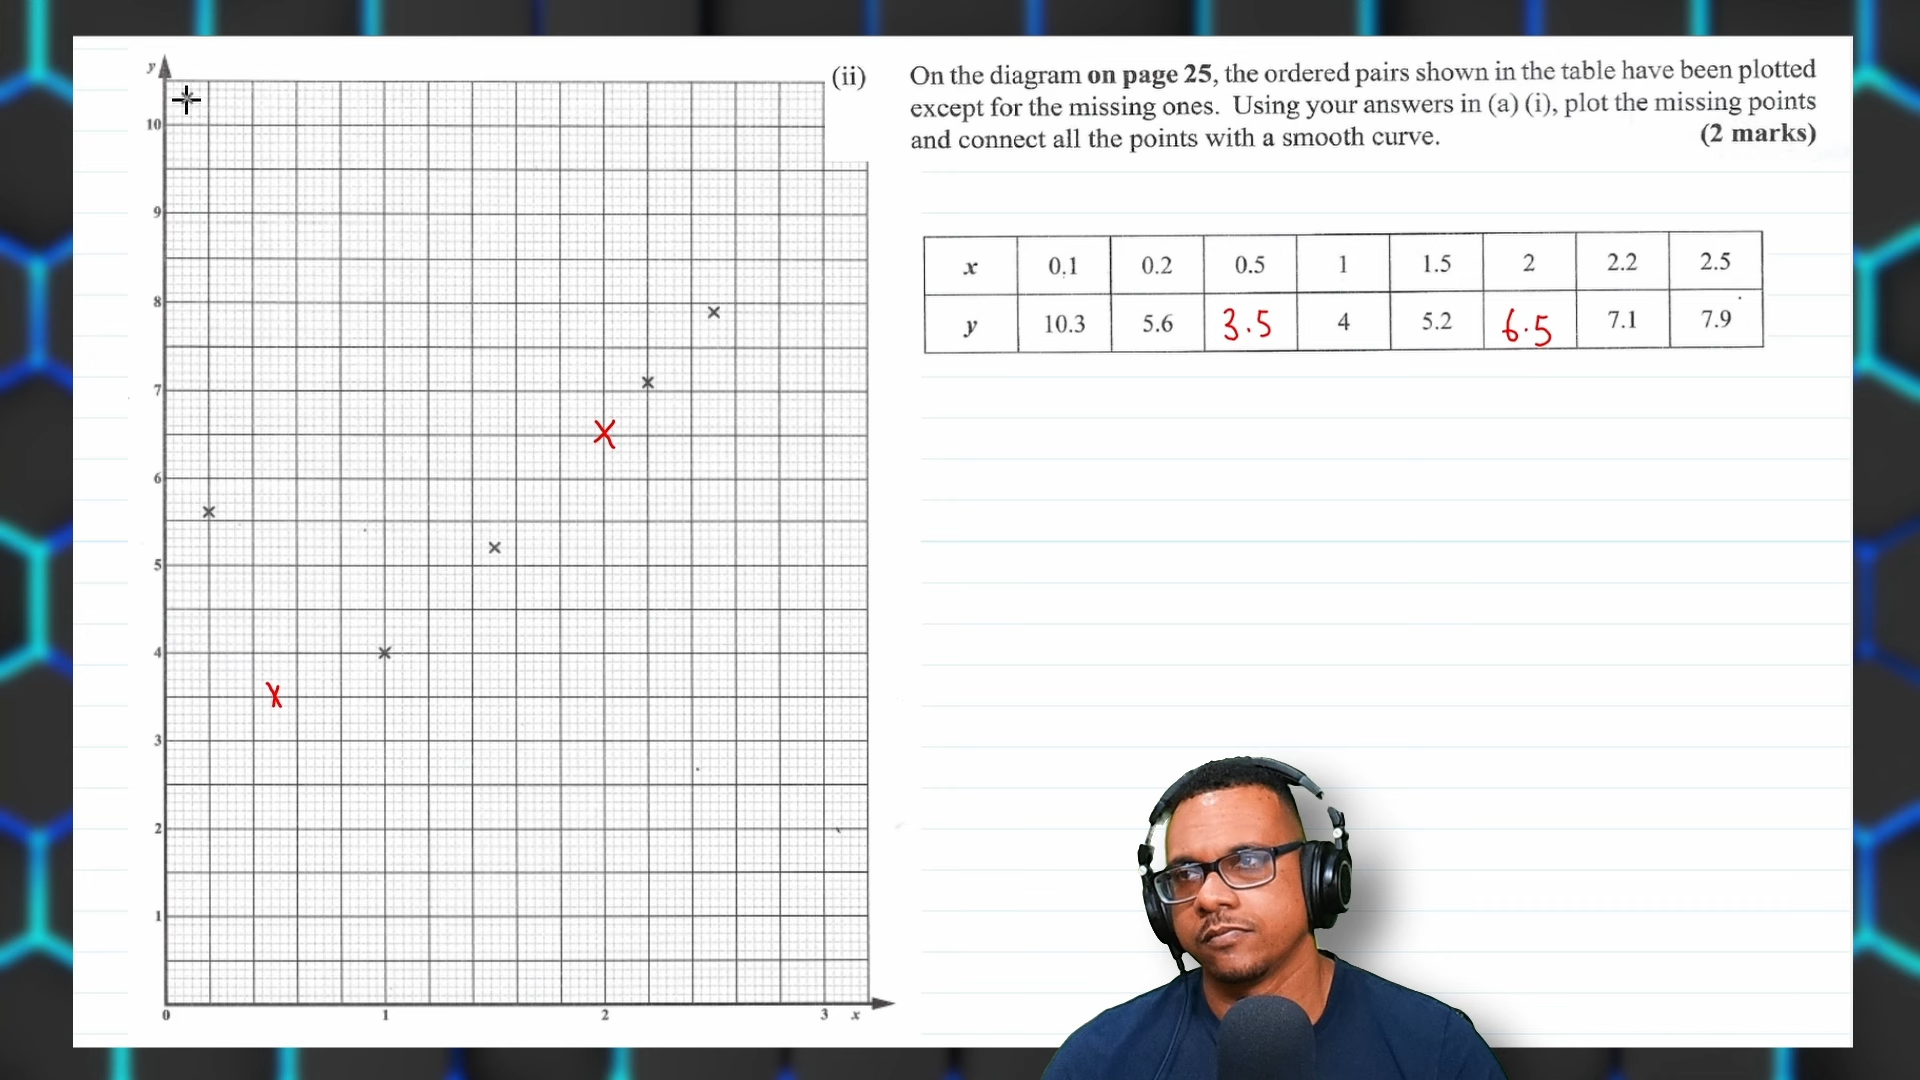 (ii) On the diagram on page 25, the ordered pairs shown in the table have been plotted
except for the missing ones. Using your answers in (a) (i), plot the missing points
and connect all the points with a smooth curve. (2 marks)
x 0.1 0.2 0.5 1 1.5 2 2.2 2.5
y 10.3 5.6 3.5 4 5.2 6.5 7.1 7.9
y
10
9
8
7
6
5
4
3
2
1
0 1 2 3 x